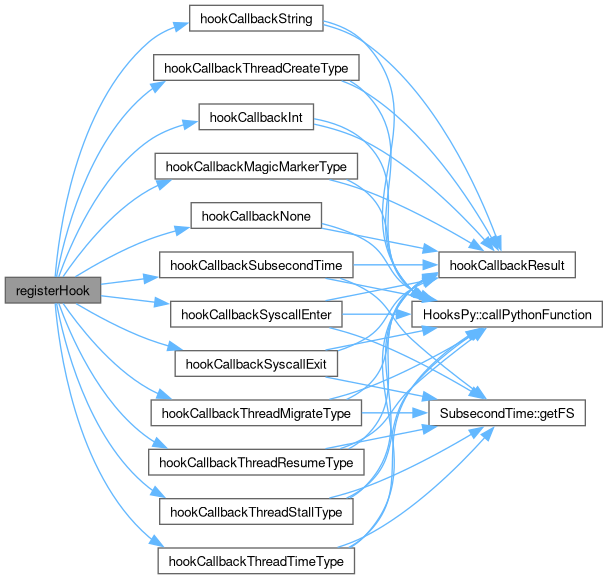 registerHook
hookCallbackString
hookCallbackThreadCreateType
hookCallbackInt
hookCallbackMagicMarkerType
hookCallbackNone
hookCallbackSubsecondTime
hookCallbackSyscallEnter
hookCallbackSyscallExit
hookCallbackThreadMigrateType
hookCallbackThreadResumeType
hookCallbackThreadStallType
hookCallbackThreadTimeType
hookCallbackResult
HooksPy::callPythonFunction
SubsecondTime::getFS